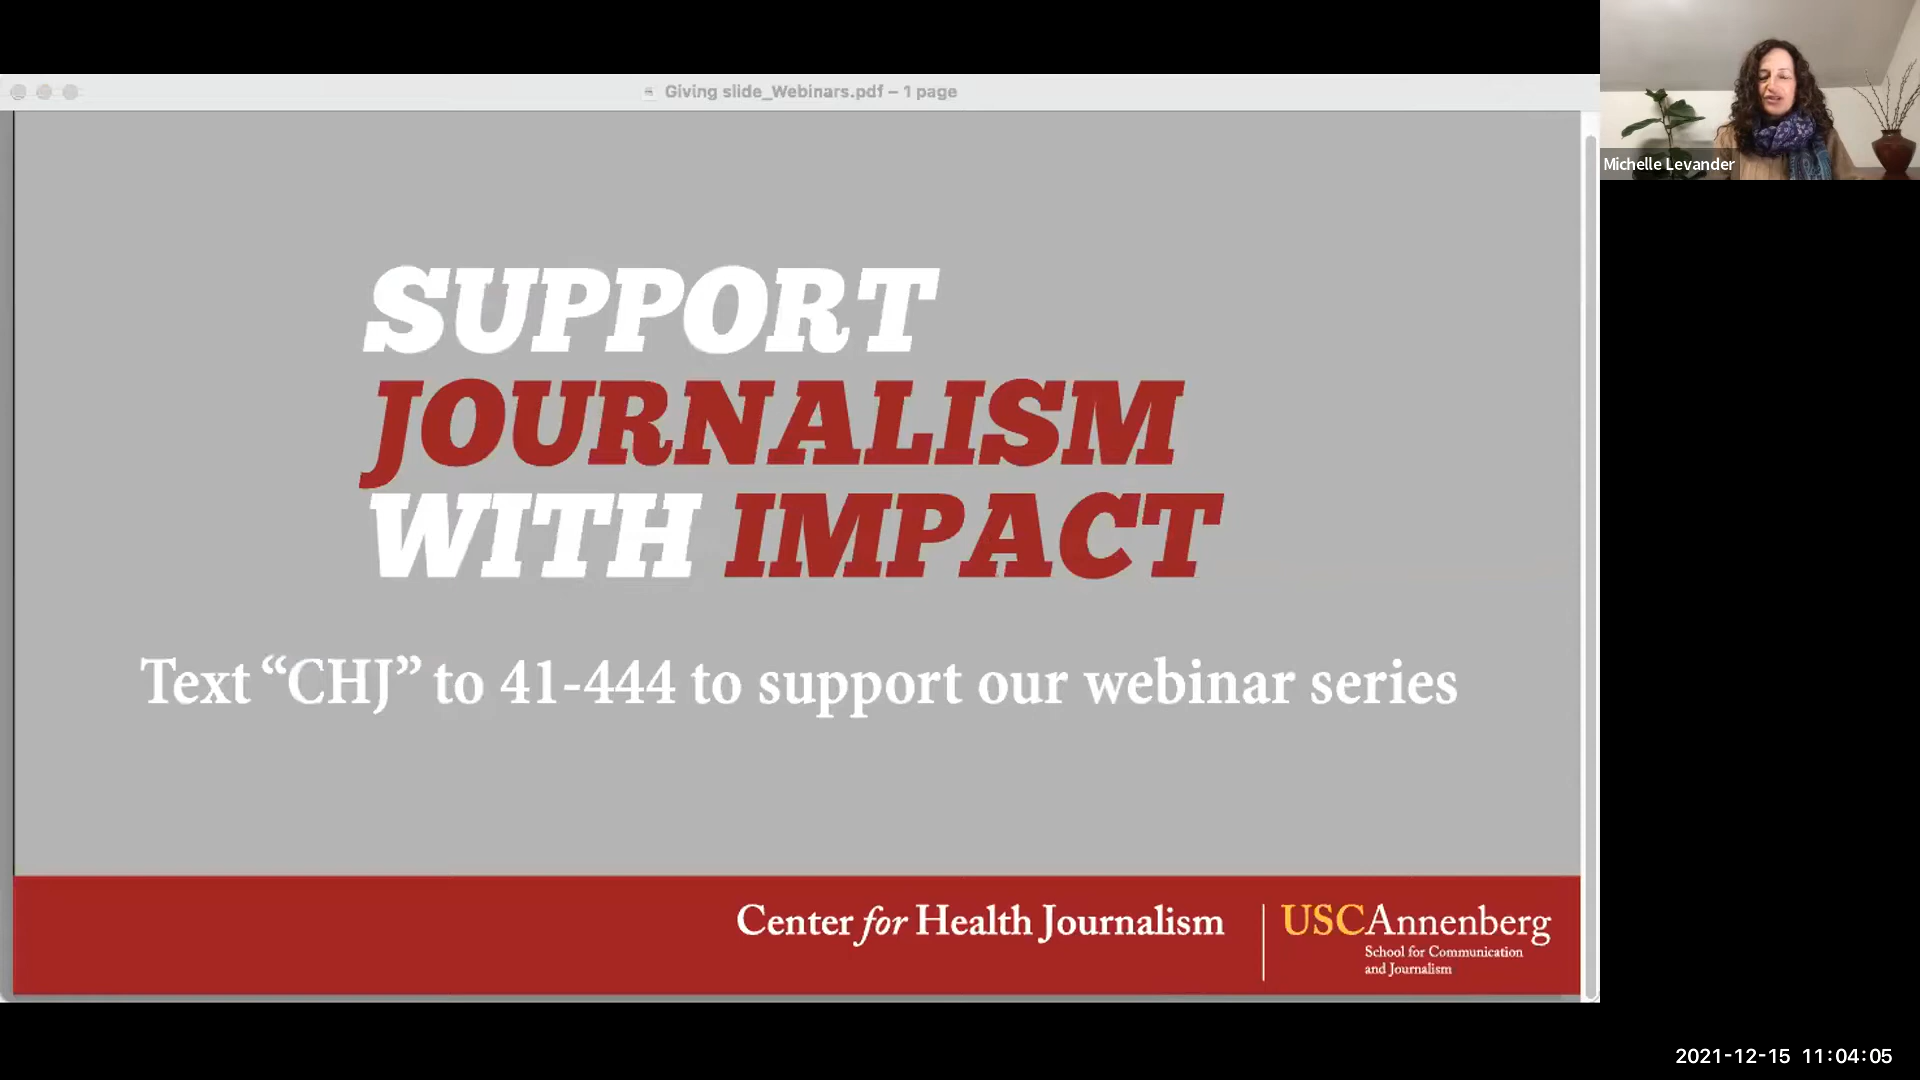 Giving slide_Webinars.pdf – 1 page
Michelle Levander
SUPPORT
JOURNALISM
WITH IMPACT
Text “CHJ” to 41-444 to support our webinar series
Center for Health Journalism
USCAnnenberg
School for Communication
and Journalism
2021-12-15 11:04:05